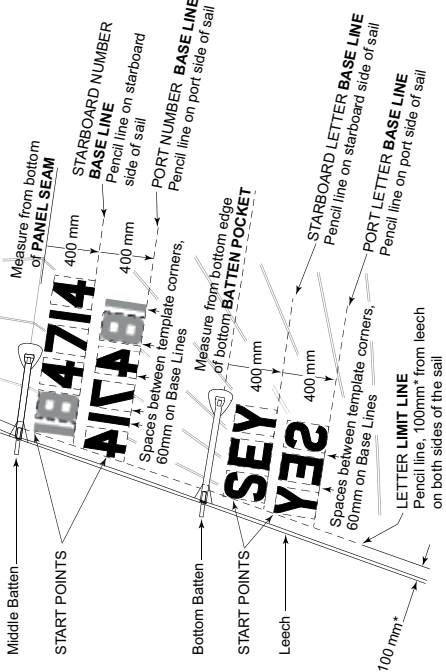 Middle Batten
Measure from bottom
of PANEL SEAM
184714
184714
400 mm
400 mm
STARBOARD NUMBER
BASE LINE
Pencil line on starboard
side of sail
PORT NUMBER BASE LINE
Pencil line on port side of sail
START POINTS
Spaces between template corners,
60mm on Base Lines
Bottom Batten
Measure from bottom edge
of bottom BATTEN POCKET
SEY
SEY
400 mm
400 mm
STARBOARD LETTER BASE LINE
Pencil line on starboard side of sail
PORT LETTER BASE LINE
Pencil line on port side of sail
START POINTS
Spaces between template corners,
60mm on Base Lines
Leech
LETTER LIMIT LINE
Pencil line, 100mm* from leech
on both sides of the sail
100 mm*